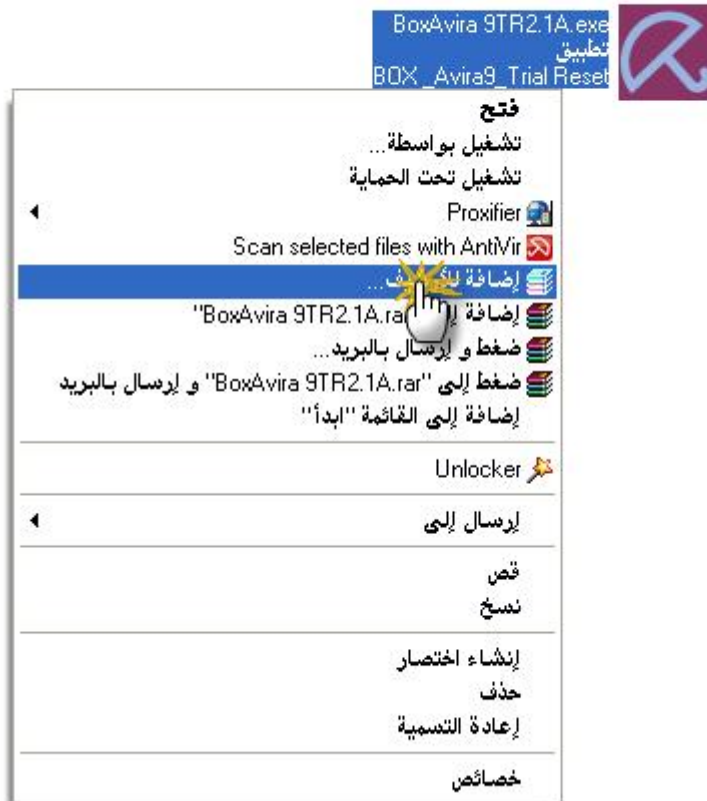 BoxAvira 9TR2.1A.exe
تطبيق
BOX _Avira9_Trial Reset
فتح
تشغيل بواسطة...
تشغيل تحت الحماية
Proxifier
Scan selected files with AntiVir
إضافة
إضافة "BoxAvira 9TR2.1A.rar"
ضغط و إرسال بالبريد...
ضغط إلى "BoxAvira 9TR2.1A.rar" و إرسال بالبريد
إضافة إلى القائمة "ابدأ"
Unlocker
إرسال إلى
قص
نسخ
إنشاء اختصار
حذف
إعادة التسمية
خصائص